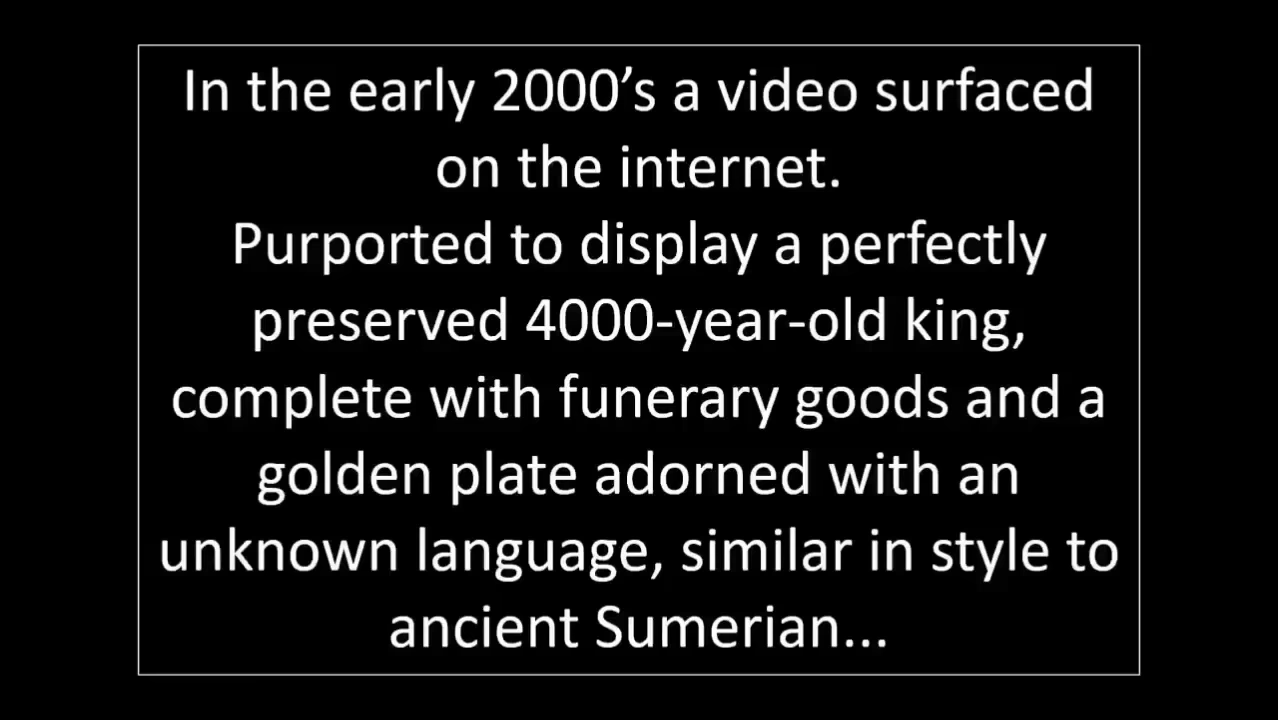 In the early 2000’s a video surfaced
on the internet.
Purported to display a perfectly
preserved 4000-year-old king,
complete with funerary goods and a
golden plate adorned with an
unknown language, similar in style to
ancient Sumerian...